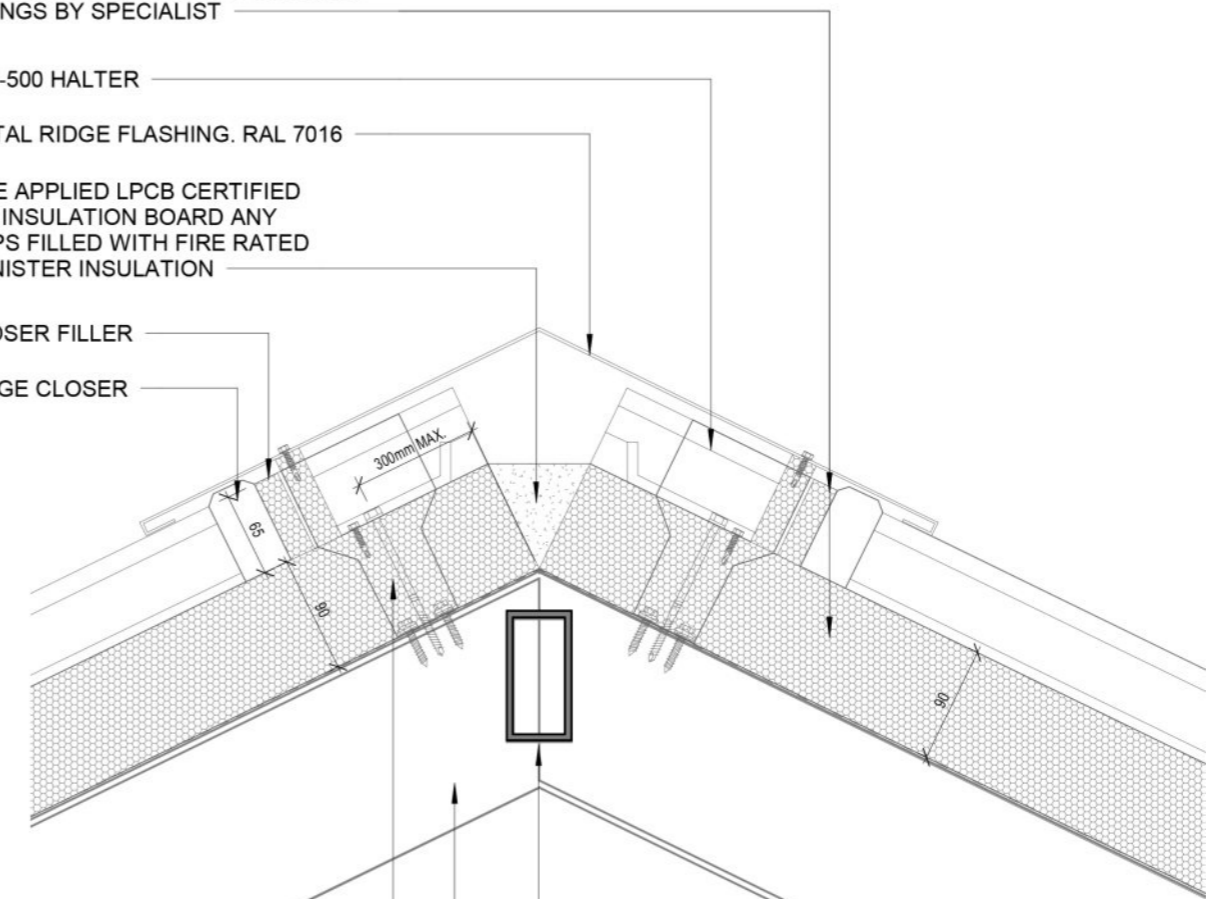 NGS BY SPECIALIST
-500 HALTER
TAL RIDGE FLASHING. RAL 7016
E APPLIED LPCB CERTIFIED
INSULATION BOARD ANY
PS FILLED WITH FIRE RATED
NISTER INSULATION
OSER FILLER
GE CLOSER
300mm MAX.
65
90
90